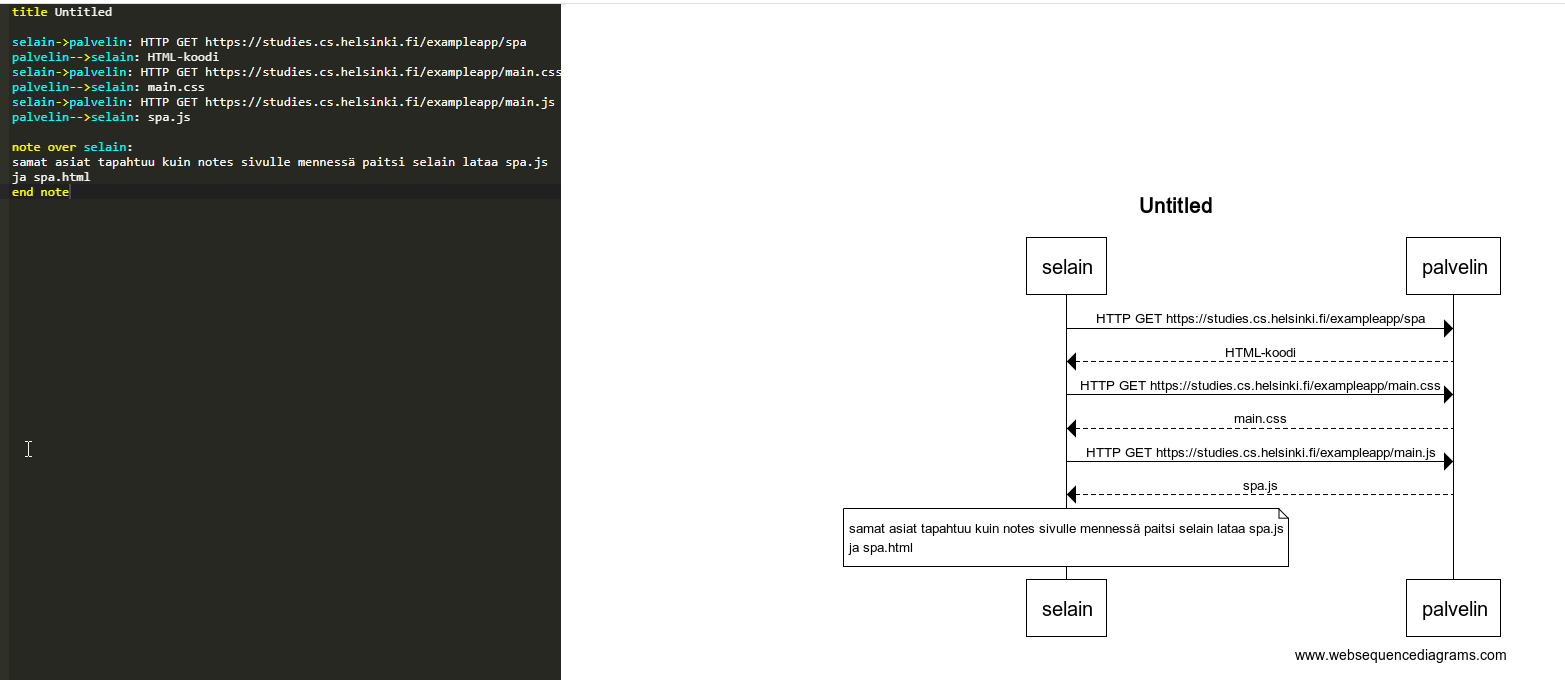 title Untitled
selain->palvelin: HTTP GET https://studies.cs.helsinki.fi/exampleapp/spa
palvelin-->selain: HTML-koodi
selain->palvelin: HTTP GET https://studies.cs.helsinki.fi/exampleapp/main.css
palvelin-->selain: main.css
selain->palvelin: HTTP GET https://studies.cs.helsinki.fi/exampleapp/main.js
palvelin-->selain: spa.js
note over selain:
samat asiat tapahtuu kuin notes sivulle mennessä paitsi selain lataa spa.js
ja spa.html
end note
Untitled
selain
palvelin
HTTP GET https://studies.cs.helsinki.fi/exampleapp/spa
HTML-koodi
HTTP GET https://studies.cs.helsinki.fi/exampleapp/main.css
main.css
HTTP GET https://studies.cs.helsinki.fi/exampleapp/main.js
spa.js
samat asiat tapahtuu kuin notes sivulle mennessä paitsi selain lataa spa.js
ja spa.html
selain
palvelin
www.websequencediagrams.com